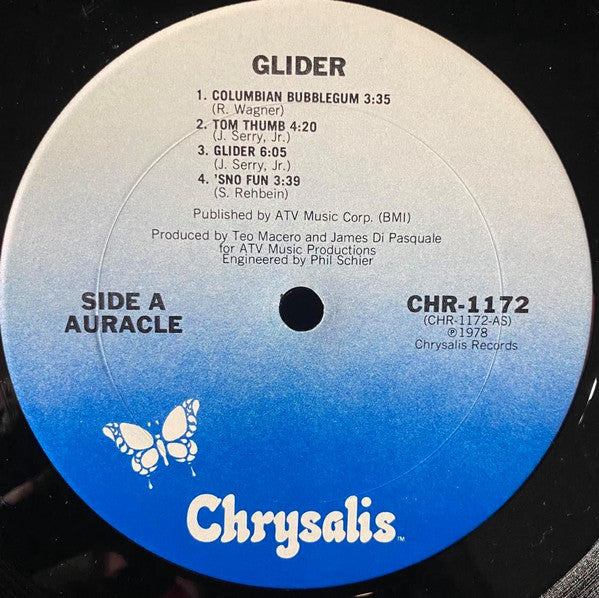 GLIDER
1. COLUMBIAN BUBBLEGUM 3:35
(R. Wagner)
2. TOM THUMB 4:20
(J. Serry, Jr.)
3. GLIDER 6:05
(J. Serry, Jr.)
4. 'SNO FUN 3:39
(S. Rehbein)
Published by ATV Music Corp. (BMI)
Produced by Teo Macero and James Di Pasquale
for ATV Music Productions
Engineered by Phil Schier
SIDE A
AURACLE
CHR-1172
(CHR-1172-AS)
℗1978
Chrysalis Records
Chrysalis™